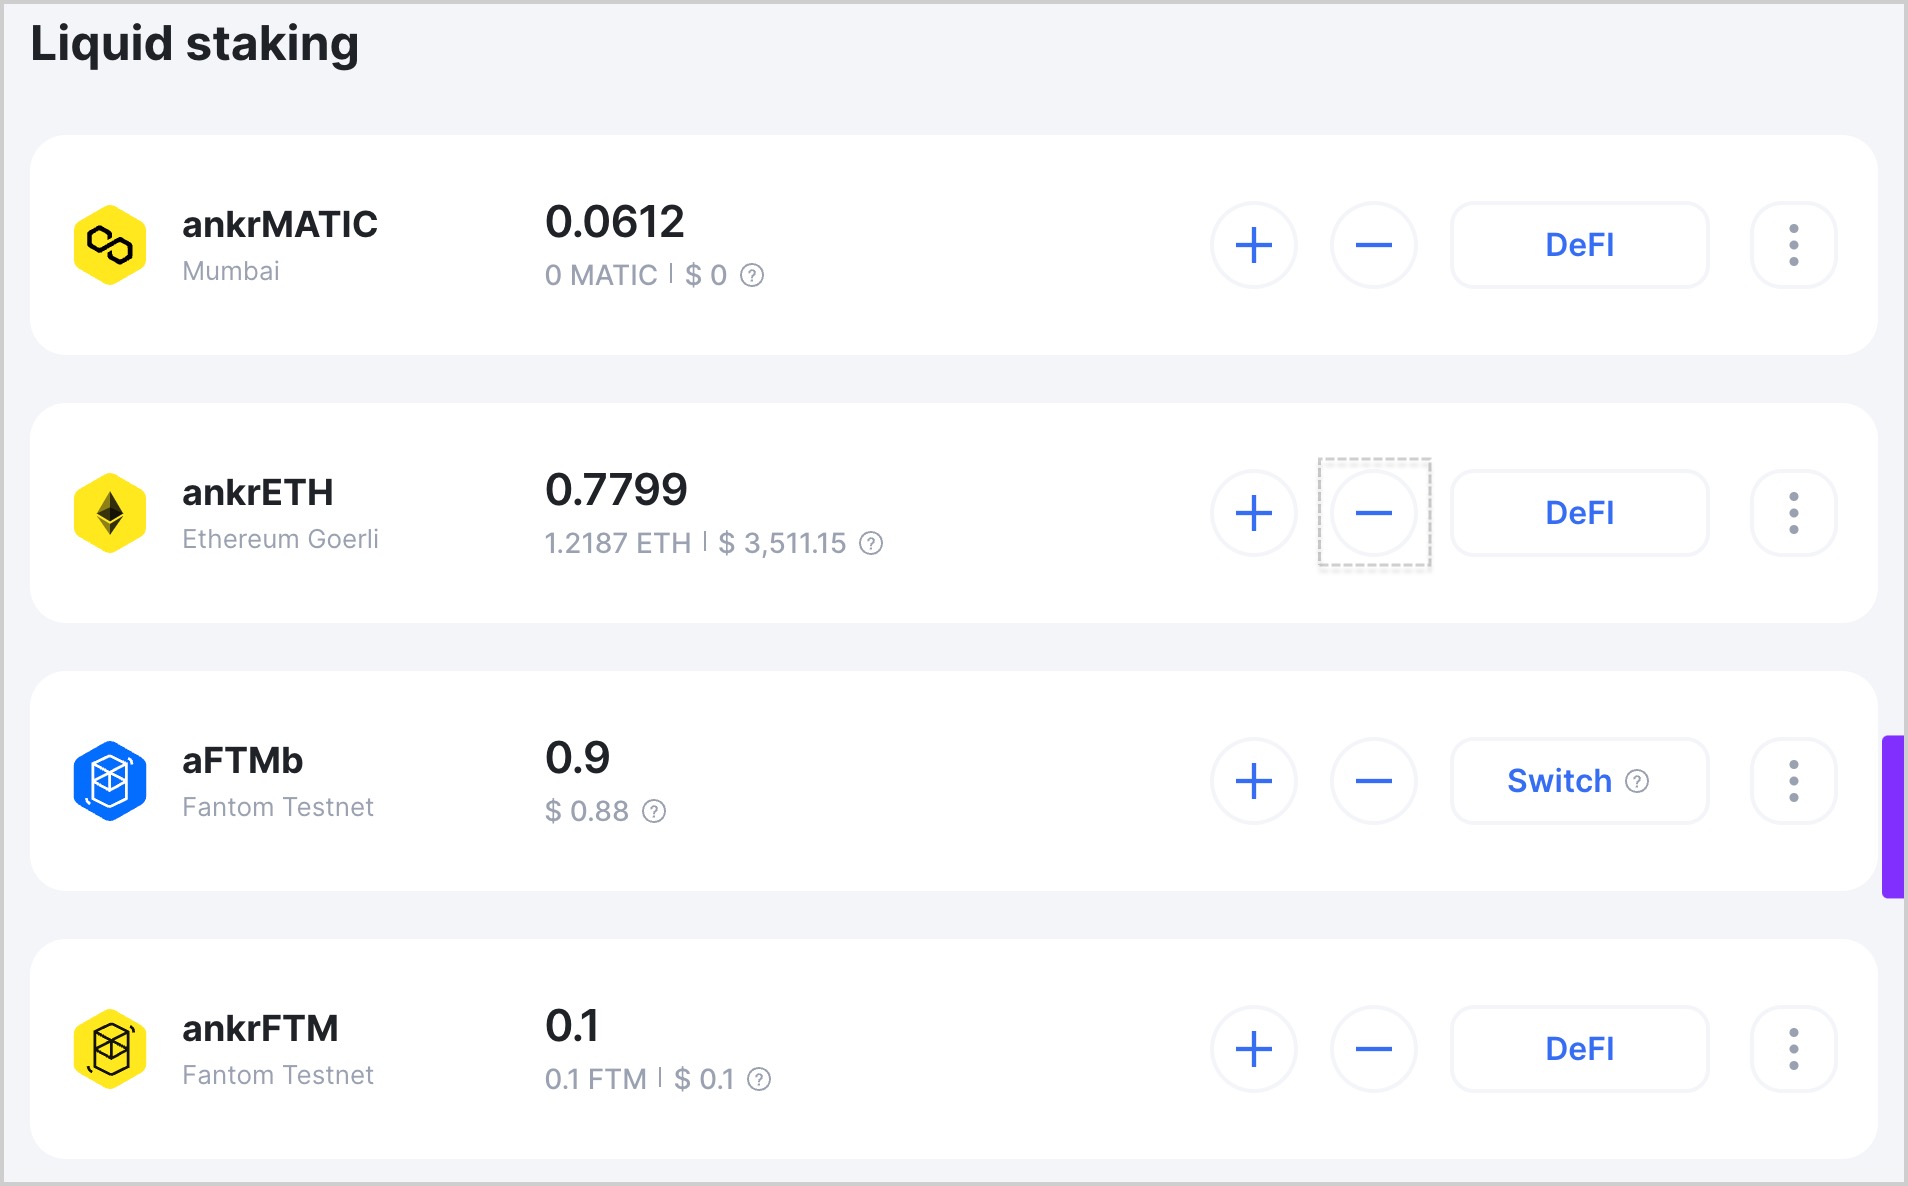 Liquid staking
ankrMATIC
Mumbai
0.0612
0 MATIC | $ 0 ?
DeFI
ankrETH
Ethereum Goerli
0.7799
1.2187 ETH | $ 3,511.15 ?
DeFI
aFTMb
Fantom Testnet
0.9
$ 0.88 ?
Switch ?
ankrFTM
Fantom Testnet
0.1
0.1 FTM | $ 0.1 ?
DeFI